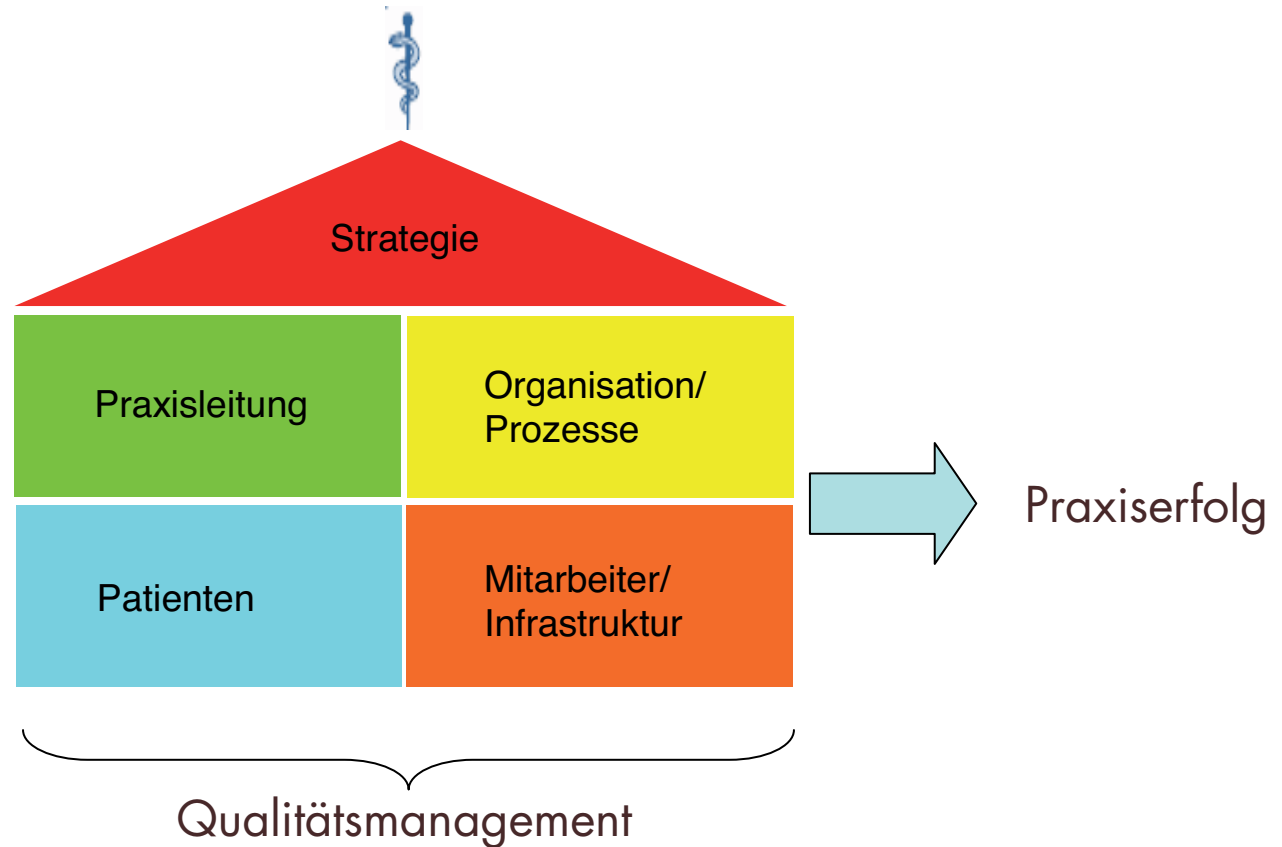 Strategie
Praxisleitung
Organisation/
Prozesse
Patienten
Mitarbeiter/
Infrastruktur
Praxiserfolg
Qualitätsmanagement